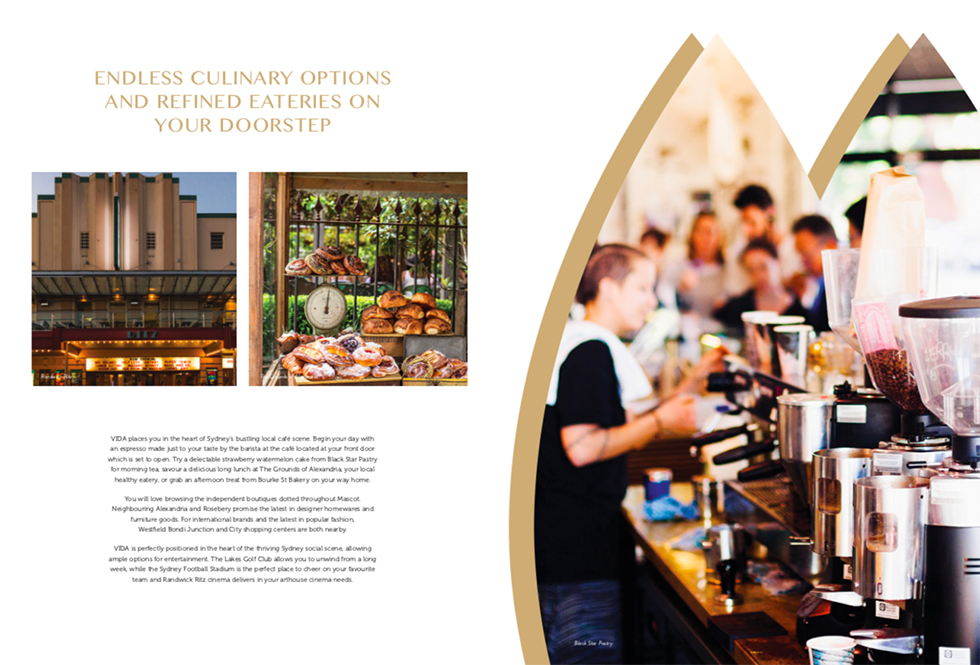 ENDLESS CULINARY OPTIONS
AND REFINED EATERIES ON
YOUR DOORSTEP
RITZ
VIDA places you in the heart of Sydney's bustling local café scene. Begin your day with
an espresso made just to your taste by the barista at the café located at your front door
which is set to open. Try a delectable strawberry watermelon cake from Black Star Pastry
for morning tea, savour a delicious long lunch at The Grounds of Alexandria, your local
healthy eatery, or grab an afternoon treat from Bourke St Bakery on your way home.
You will love browsing the independent boutiques dotted throughout Mascot.
Neighbouring Alexandria and Rosebery promise the latest in designer homewares and
furniture goods. For international brands and the latest in popular fashion,
Westfield Bondi Junction and City shopping centers are both nearby.
VIDA is perfectly positioned in the heart of the thriving Sydney social scene, allowing
ample options for entertainment. The Lakes Golf Club allows you to unwind from a long
week, while the Sydney Football Stadium is the perfect place to cheer on your favourite
team and Randwick Ritz cinema delivers in your arthouse cinema needs.
Black Star Pastry